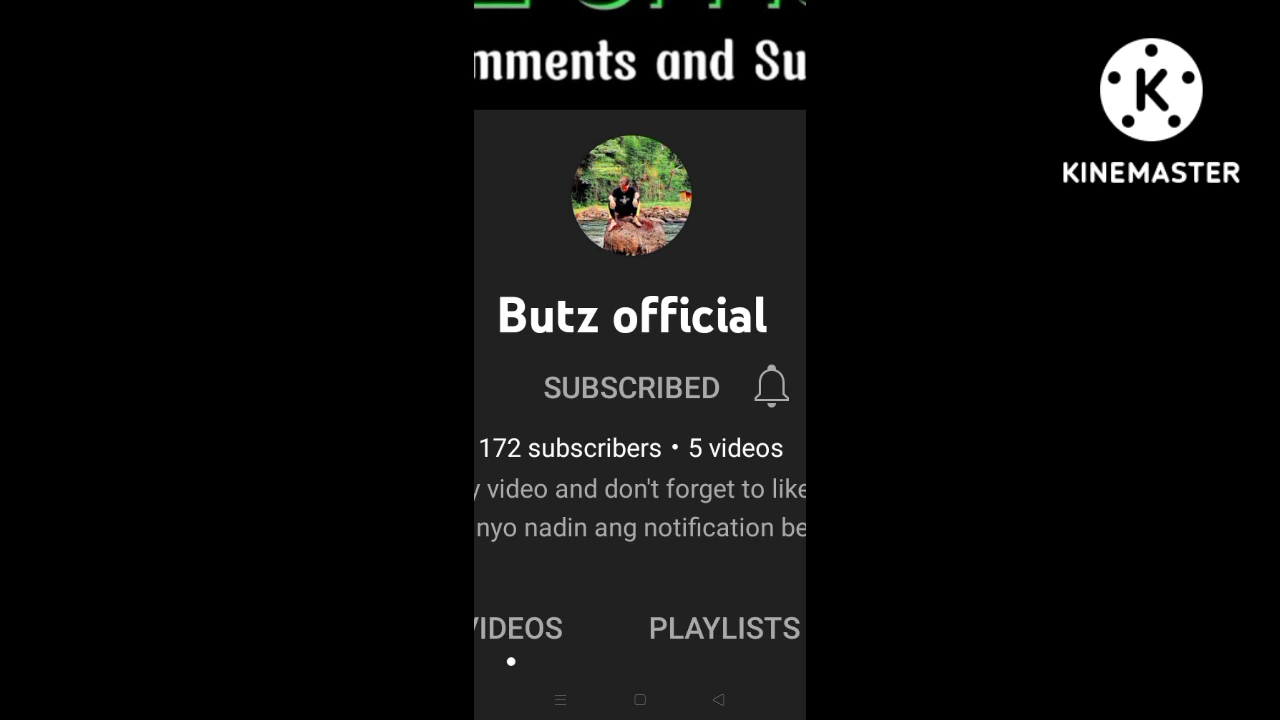 mments and Su
K
KINEMASTER
Butz official
SUBSCRIBED
172 subscribers • 5 videos
y video and don't forget to like
nyo nadin ang notification be
VIDEOS PLAYLISTS